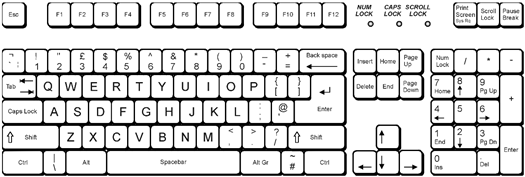 Esc F1 F2 F3 F4 F5 F6 F7 F8 F9 F10 F11 F12 NUM LOCK CAPS LOCK SCROLL LOCK Print Screen Sys Rq Scroll Lock Pause Break
! " £ $ % ^ & * ( ) _ + Back space Insert Home Page Up Num Lock / * -
1 2 3 4 5 6 7 8 9 0 - =
Tab Q W E R T Y U I O P { [ } ] Delete End Page Down 7 Home 8 9 Pg Up +
Caps Lock A S D F G H J K L : ; @ ' Enter 4 5 6
Shift Z X C V B N M < , > . ? / Shift 1 End 2 3 Pg Dn Enter
Ctrl | \ Alt Spacebar Alt Gr ~ # Ctrl 0 Ins . Del